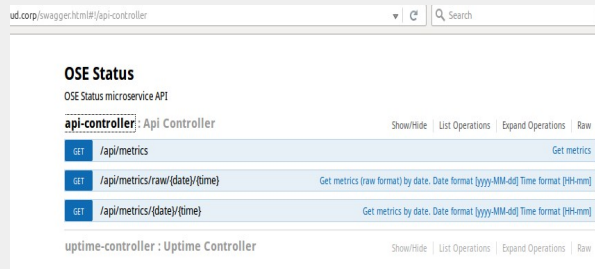 ud.corp/swagger.html#!/api-controller
Search
OSE Status
OSE Status microservice API
api-controller : Api Controller
Show/Hide List Operations Expand Operations Raw
GET /api/metrics Get metrics
GET /api/metrics/raw/{date}/{time} Get metrics (raw format) by date. Date format [yyyy-MM-dd] Time format [HH-mm]
GET /api/metrics/{date}/{time} Get metrics by date. Date format [yyyy-MM-dd] Time format [HH-mm]
uptime-controller : Uptime Controller
Show/Hide List Operations Expand Operations Raw